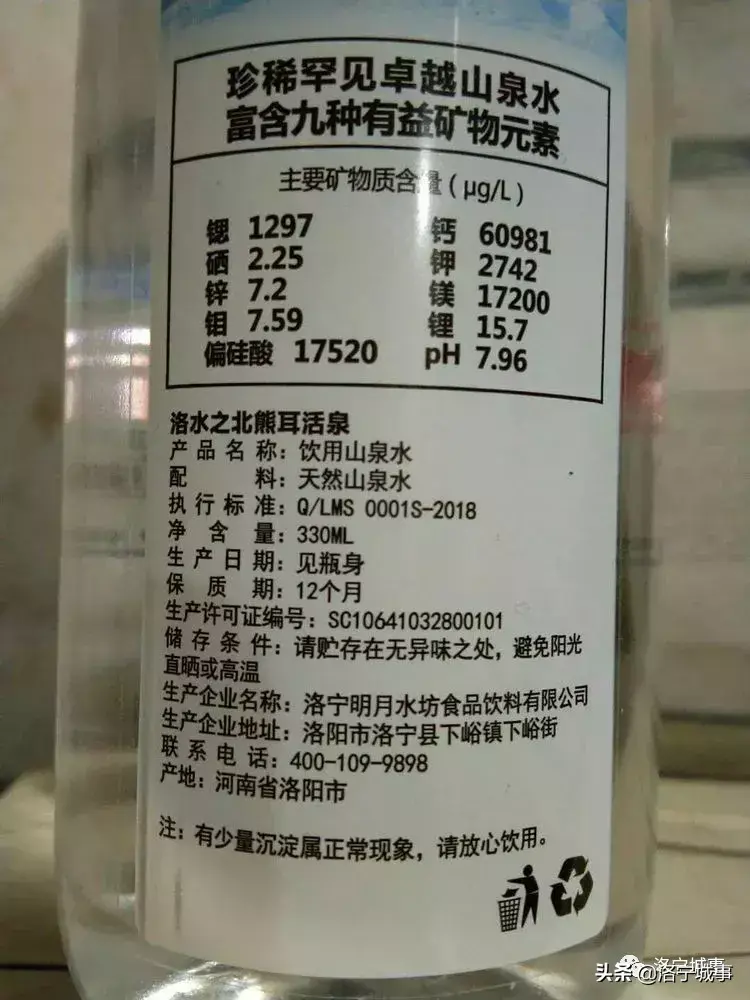 珍稀罕见卓越山泉水
富含九种有益矿物元素
主要矿物质含量(μg/L)
锶 1297 钙 60981
硒 2.25 钾 2742
锌 7.2 镁 17200
钼 7.59 锂 15.7
偏硅酸 17520 pH 7.96
洛水之北熊耳活泉
产品名称：饮用山泉水
配料：天然山泉水
执行标准：Q/LMS 0001S-2018
净含量：330ML
生产日期：见瓶身
保质期：12个月
生产许可证编号：SC10641032800101
储存条件：请贮存在无异味之处，避免阳光
直晒或高温
生产企业名称：洛宁明月水坊食品饮料有限公司
生产企业地址：洛阳市洛宁县下峪镇下峪街
联系电话：400-109-9898
产地：河南省洛阳市
注：有少量沉淀属正常现象，请放心饮用。
洛宁城事
头条@洛宁城事